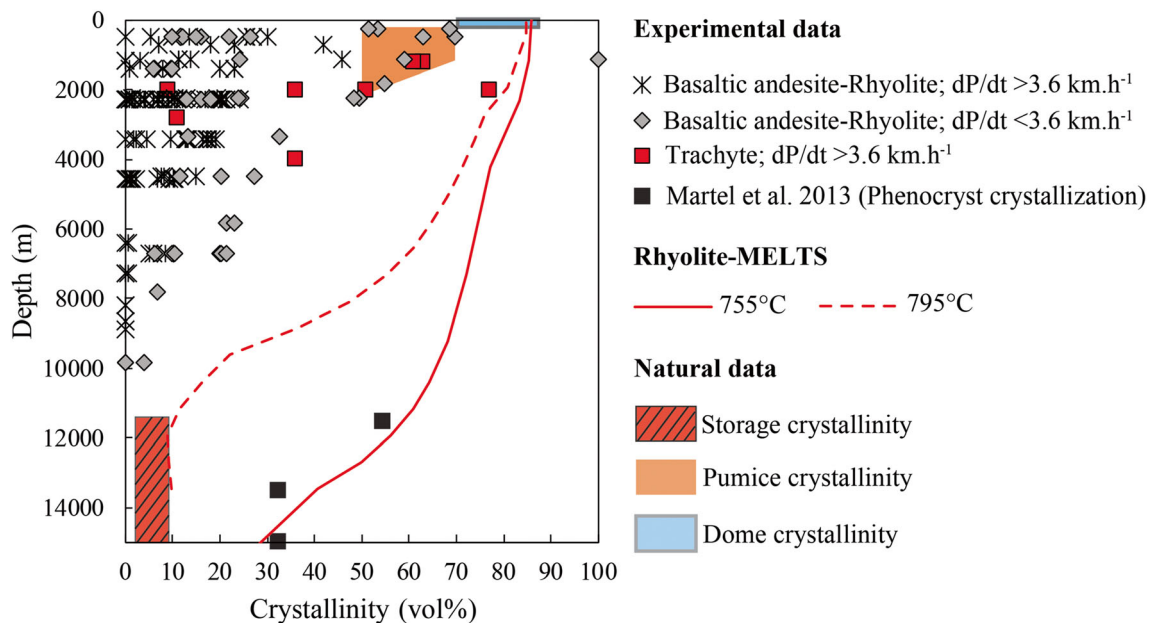 0
2000
4000
6000
8000
10000
12000
14000
Depth (m)
0 10 20 30 40 50 60 70 80 90 100
Crystallinity (vol%)
Experimental data
Basaltic andesite-Rhyolite; dP/dt >3.6 km.h⁻¹
Basaltic andesite-Rhyolite; dP/dt <3.6 km.h⁻¹
Trachyte; dP/dt >3.6 km.h⁻¹
Martel et al. 2013 (Phenocryst crystallization)
Rhyolite-MELTS
755°C 795°C
Natural data
Storage crystallinity
Pumice crystallinity
Dome crystallinity